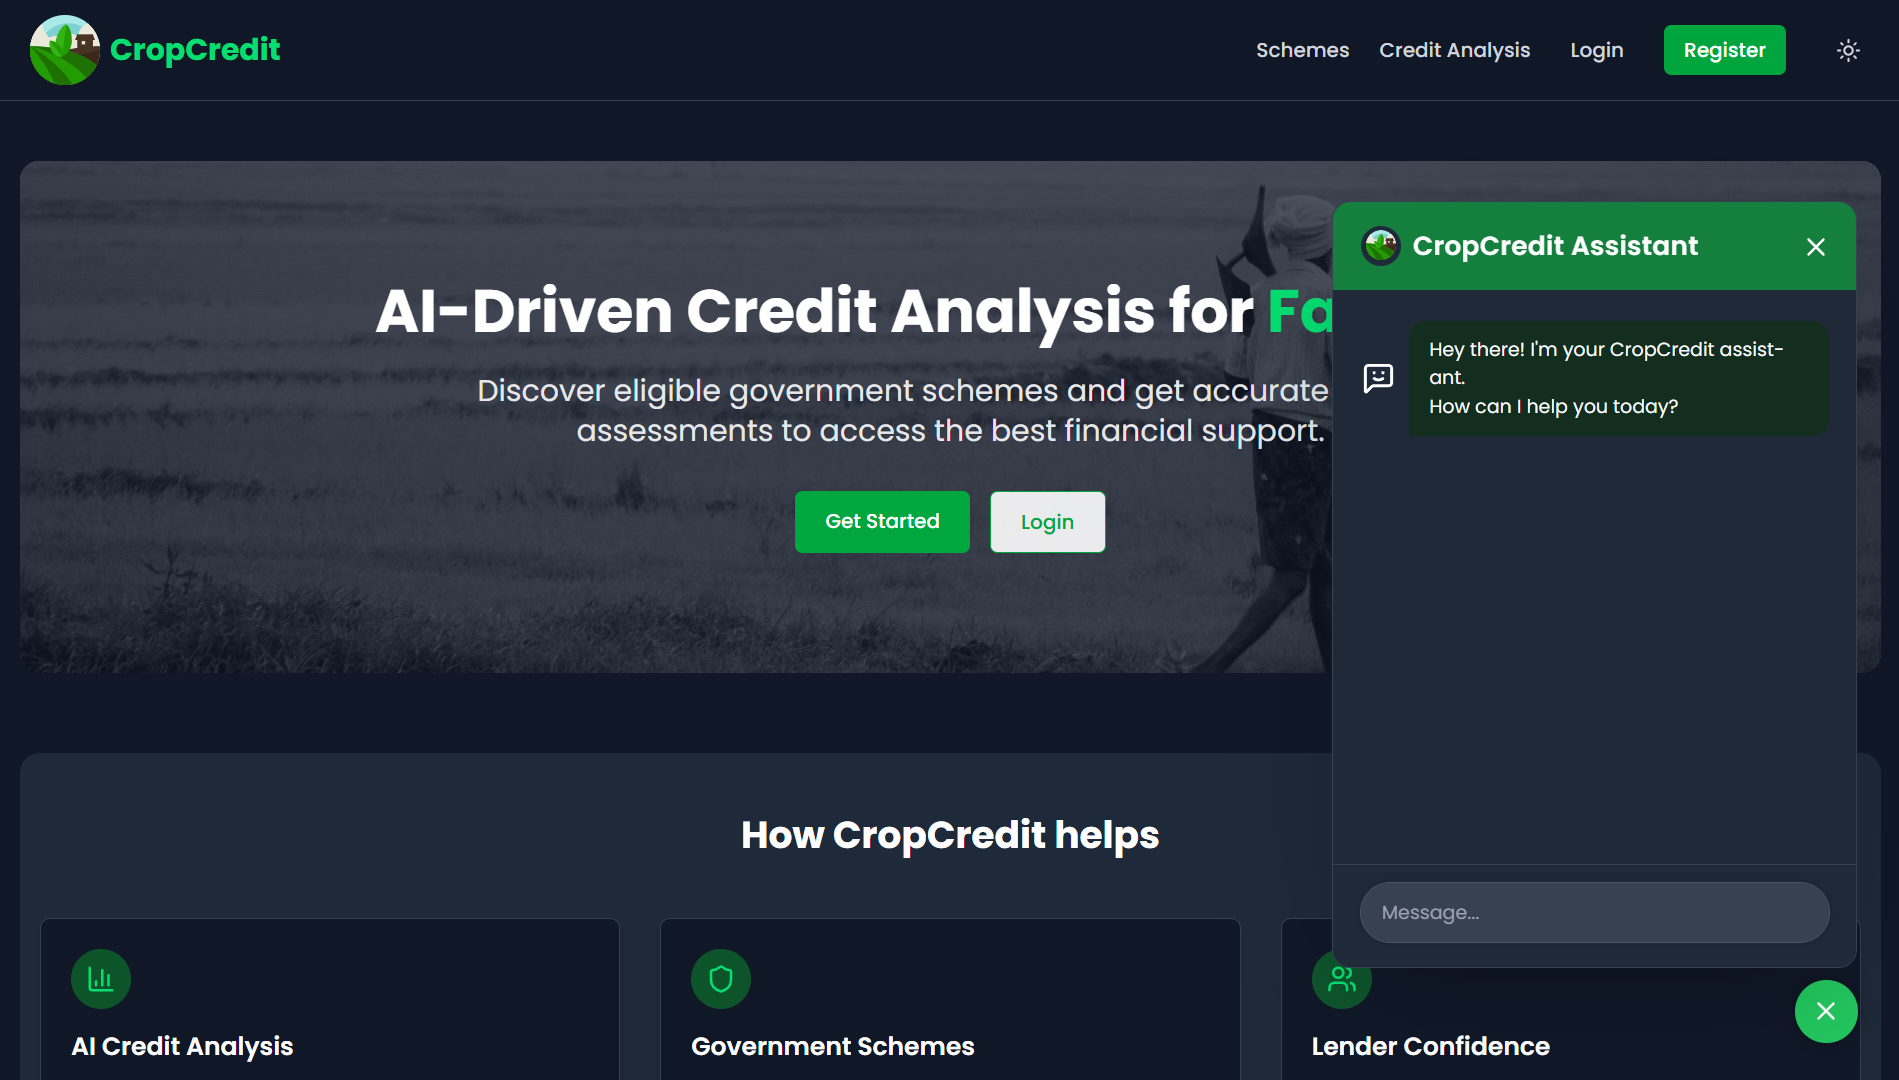 CropCredit
Schemes
Credit Analysis
Login
Register
AI-Driven Credit Analysis for Fa
Discover eligible government schemes and get accurate
assessments to access the best financial support.
Get Started
Login
CropCredit Assistant
Hey there! I'm your CropCredit assist-
ant.
How can I help you today?
Message...
How CropCredit helps
AI Credit Analysis
Government Schemes
Lender Confidence